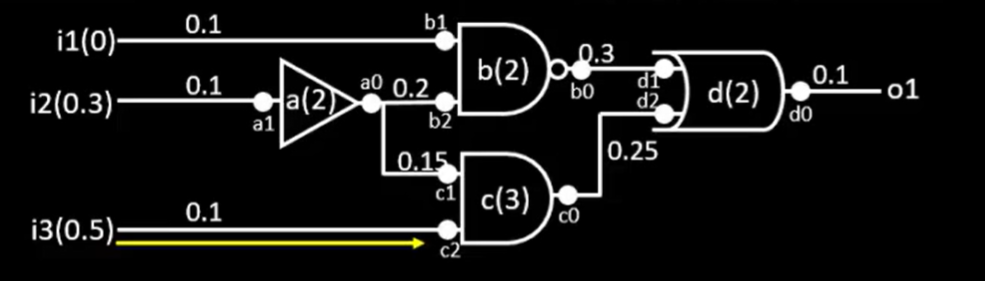 i1(0) 0.1 b1
b(2) 0.3
b0 d1
i2(0.3) 0.1 a1 a(2) a0 0.2 b2
d2 d(2) 0.1 o1
d0
0.15 c1 0.25
c(3) c0
i3(0.5) 0.1 c2